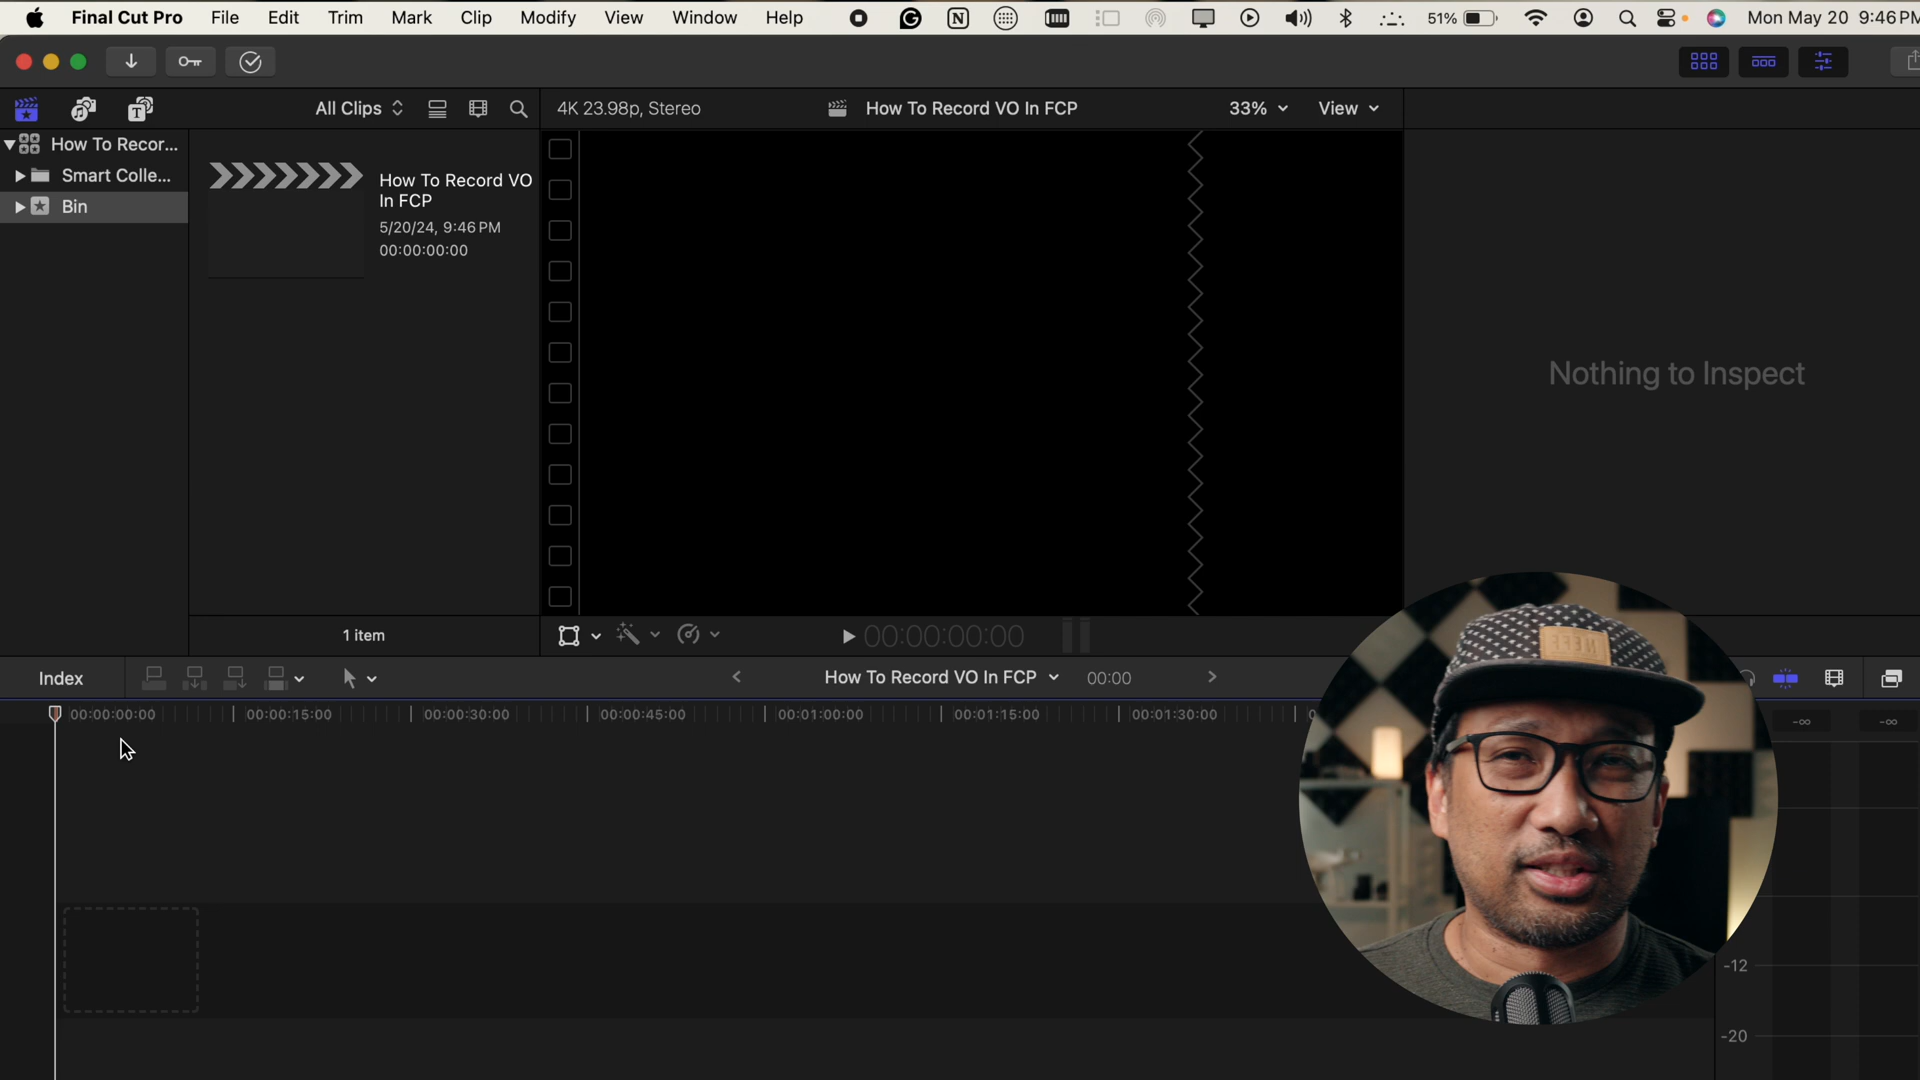 Final Cut Pro File Edit Trim Mark Clip Modify View Window Help 51% Mon May 20 9:46PM
All Clips 4K 23.98p, Stereo How To Record VO In FCP 33% View
How To Recor...
Smart Colle...
Bin
How To Record VO
In FCP
5/20/24, 9:46 PM
00:00:00:00
Nothing to Inspect
1 item 00:00:00:00
Index How To Record VO In FCP 00:00
00:00:00:00 00:00:15:00 00:00:30:00 00:00:45:00 00:01:00:00 00:01:15:00 00:01:30:00
-∞ -∞
-12
-20